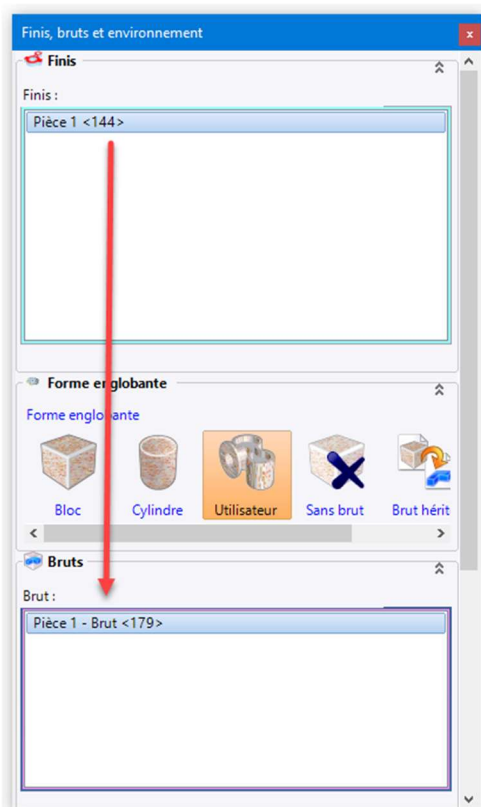 Finis, bruts et environnement
x
Finis
Finis :
Pièce 1 <144>
Forme englobante
Forme englobante
Bloc Cylindre Utilisateur Sans brut Brut hérit
Bruts
Brut :
Pièce 1 - Brut <179>